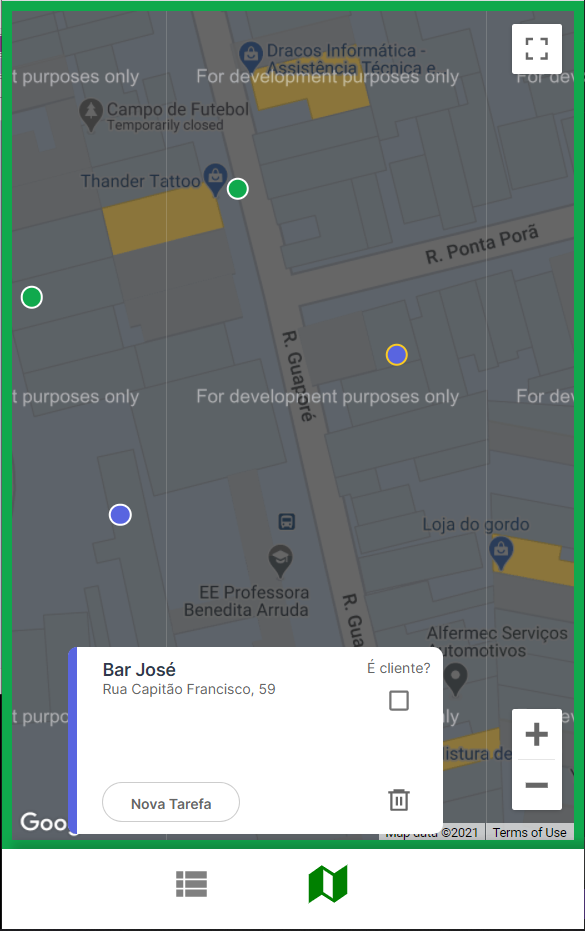 Dracos Informática -
Assistência Técnica e
t purposes only
For development purposes only
For dev
Campo de Futebol
Temporarily closed
Thander Tattoo
R. Ponta Porã
R. Guaporé
t purposes only
For development purposes only
For de
Loja do gordo
EE Professora
Benedita Arruda
R. Gua
Alfermec Serviços
Automotivos
Bar José
É cliente?
Rua Capitão Francisco, 59
t purpo
ly
istura de
Nova Tarefa
Goog
Map data ©2021
Terms of Use